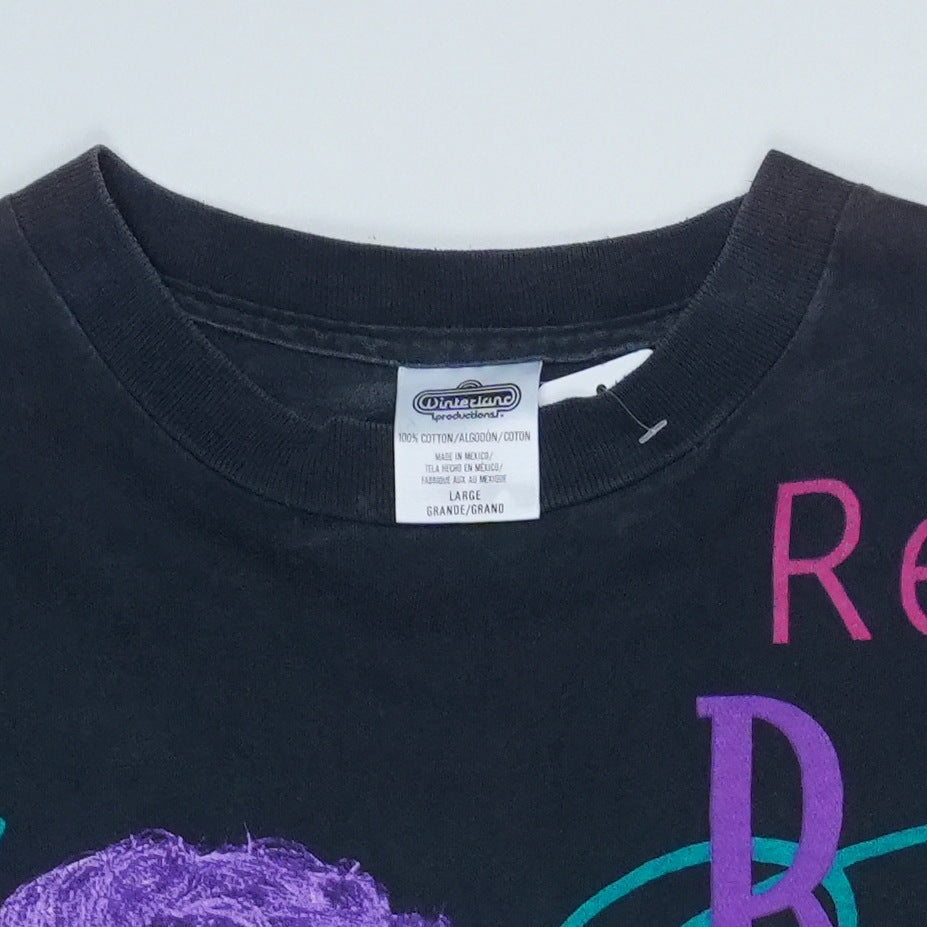 Winterland
productions.
100% COTTON/ALGODÓN/COTON
MADE IN MEXICO/
TELA HECHO EN MÉXICO/
FABRIQUE AUX AU MEXIQUE
LARGE
GRANDE/GRAND
Re
R